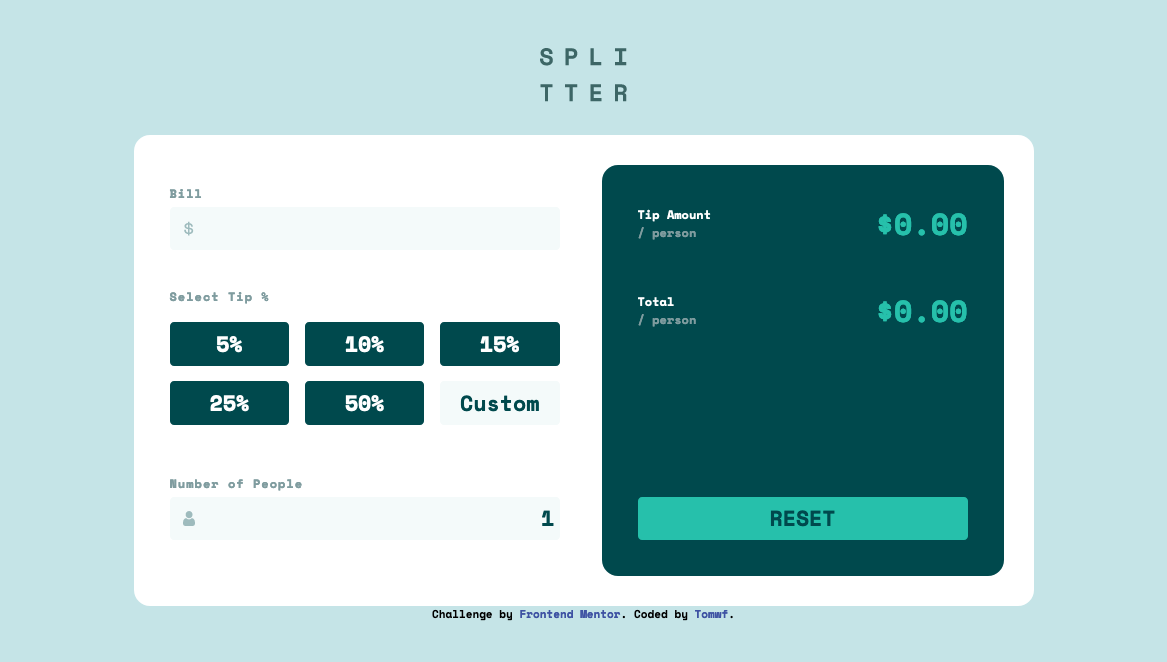 SPLI
TTER
Bill
$
Select Tip %
5% 10% 15%
25% 50% Custom
Number of People
1
Tip Amount
/ person
$0.00
Total
/ person
$0.00
RESET
Challenge by Frontend Mentor. Coded by Tomwf.